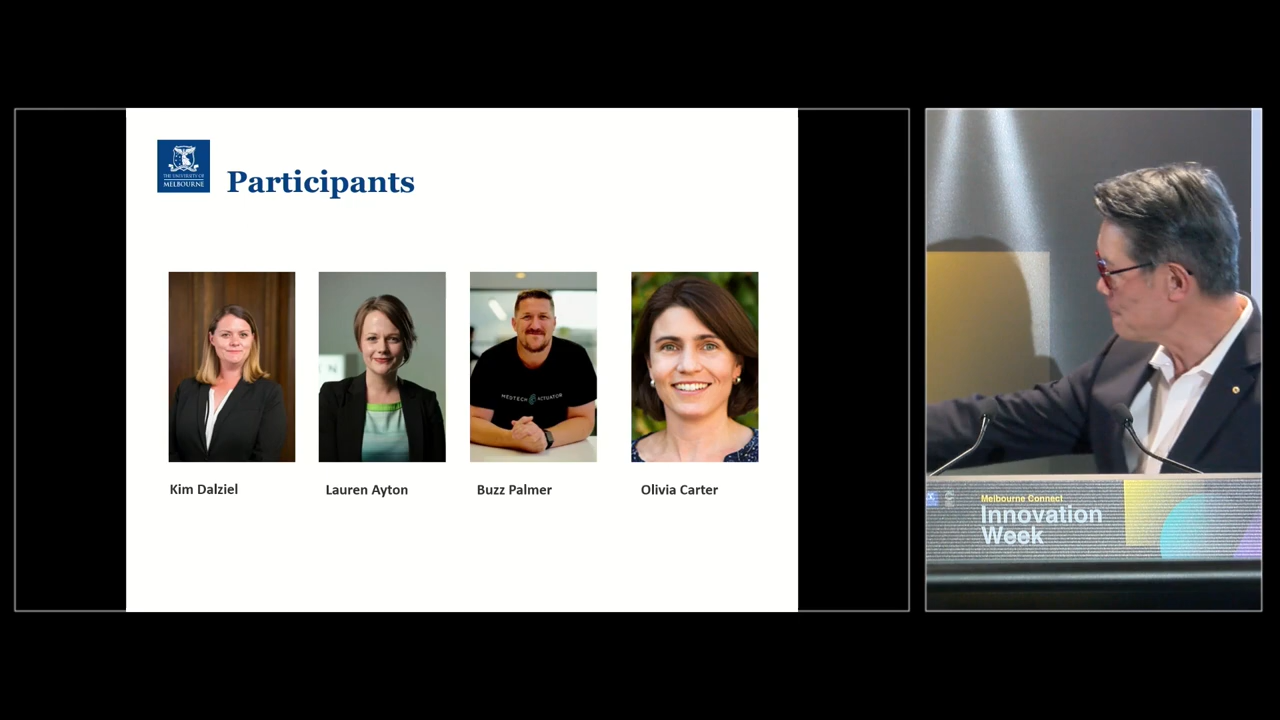 THE UNIVERSITY OF
MELBOURNE
Participants
MEDTECH ACTUATOR
Kim Dalziel
Lauren Ayton
Buzz Palmer
Olivia Carter
Melbourne Connect
Innovation
Week